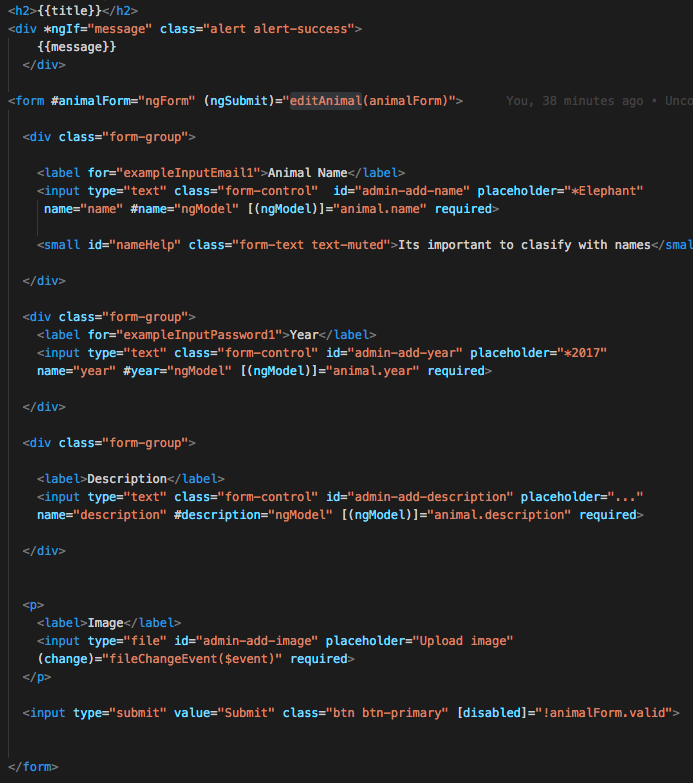 <h2>{{title}}</h2>
<div *ngIf="message" class="alert alert-success">
{{message}}
</div>
<form #animalForm="ngForm" (ngSubmit)="editAnimal(animalForm)"> You, 38 minutes ago • Unco
<div class="form-group">
<label for="exampleInputEmail1">Animal Name</label>
<input type="text" class="form-control"  id="admin-add-name" placeholder="*Elephant"
name="name" #name="ngModel" [(ngModel)]="animal.name" required>
<small id="nameHelp" class="form-text text-muted">Its important to clasify with names</smal
</div>
<div class="form-group">
<label for="exampleInputPassword1">Year</label>
<input type="text" class="form-control" id="admin-add-year" placeholder="*2017"
name="year" #year="ngModel" [(ngModel)]="animal.year" required>
</div>
<div class="form-group">
<label>Description</label>
<input type="text" class="form-control" id="admin-add-description" placeholder="..."
name="description" #description="ngModel" [(ngModel)]="animal.description" required>
</div>
<p>
<label>Image</label>
<input type="file" id="admin-add-image" placeholder="Upload image"
(change)="fileChangeEvent($event)" required>
</p>
<input type="submit" value="Submit" class="btn btn-primary" [disabled]="!animalForm.valid">
</form>